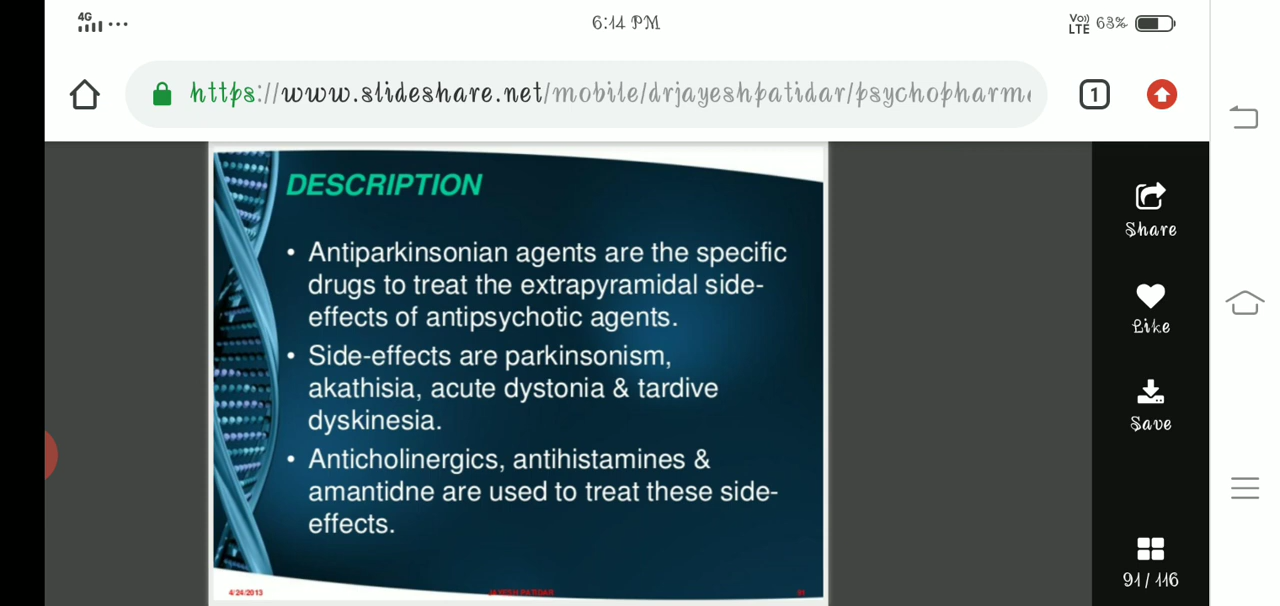 4G
6:14 PM
Vo)) LTE 63%
https://www.slideshare.net/mobile/drjayeshpatidar/psychopharm
1
DESCRIPTION
• Antiparkinsonian agents are the specific
drugs to treat the extrapyramidal side-
effects of antipsychotic agents.
• Side-effects are parkinsonism,
akathisia, acute dystonia & tardive
dyskinesia.
• Anticholinergics, antihistamines &
amantidne are used to treat these side-
effects.
4/24/2013
JAYESH PATIDAR
91
Share
Like
Save
91 / 116